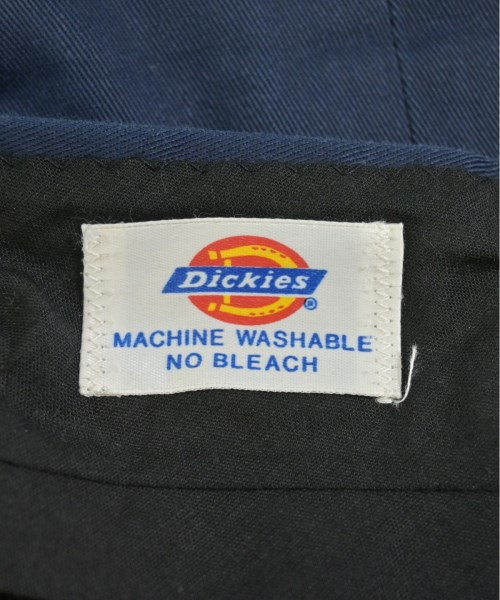 Dickies
®
MACHINE WASHABLE
NO BLEACH